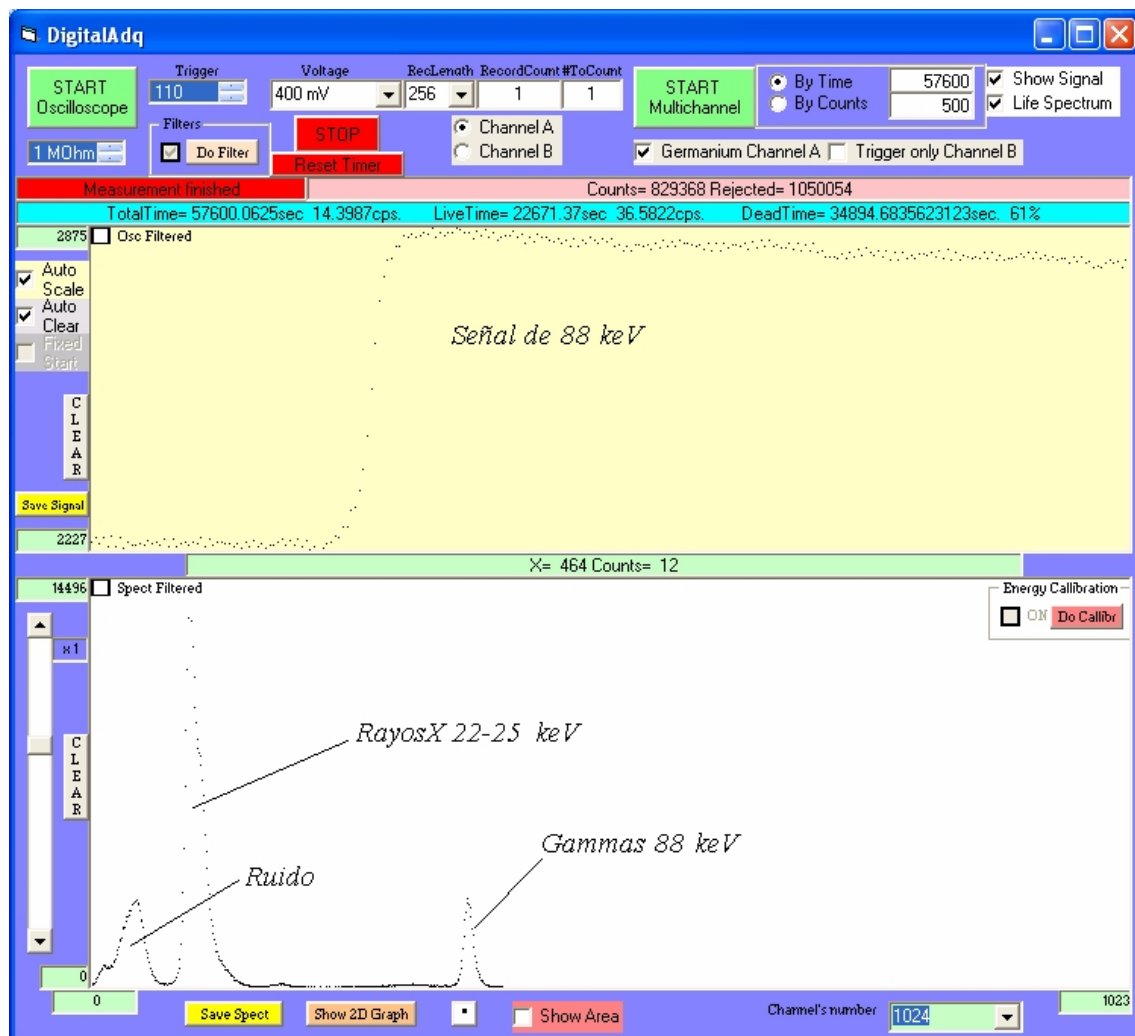 DigitalAdq
START Oscilloscope
Trigger
110
Voltage
400 mV
RecLength RecordCount #ToCount
256 1 1
START Multichannel
By Time 57600
By Counts 500
Show Signal
Life Spectrum
1 MOhm
Filters
Do Filter
STOP
Reset Timer
Channel A
Channel B
Germanium Channel A
Trigger only Channel B
Measurement finished
Counts= 829368 Rejected= 1050054
TotalTime= 57600.0625sec 14.3987cps. LiveTime= 22671.37sec 36.5822cps. DeadTime= 34894.6835623123sec. 61%
2875
Osc Filtered
Auto Scale
Auto Clear
Fixed Start
Señal de 88 keV
CLEAR
Save Signal
2227
X= 464 Counts= 12
14496
Spect Filtered
Energy Callibration
ON Do Callibr
x1
RayosX 22-25 keV
CLEAR
Gammas 88 keV
Ruido
0
0
1023
Save Spect
Show 2D Graph
Show Area
Channel's number
1024